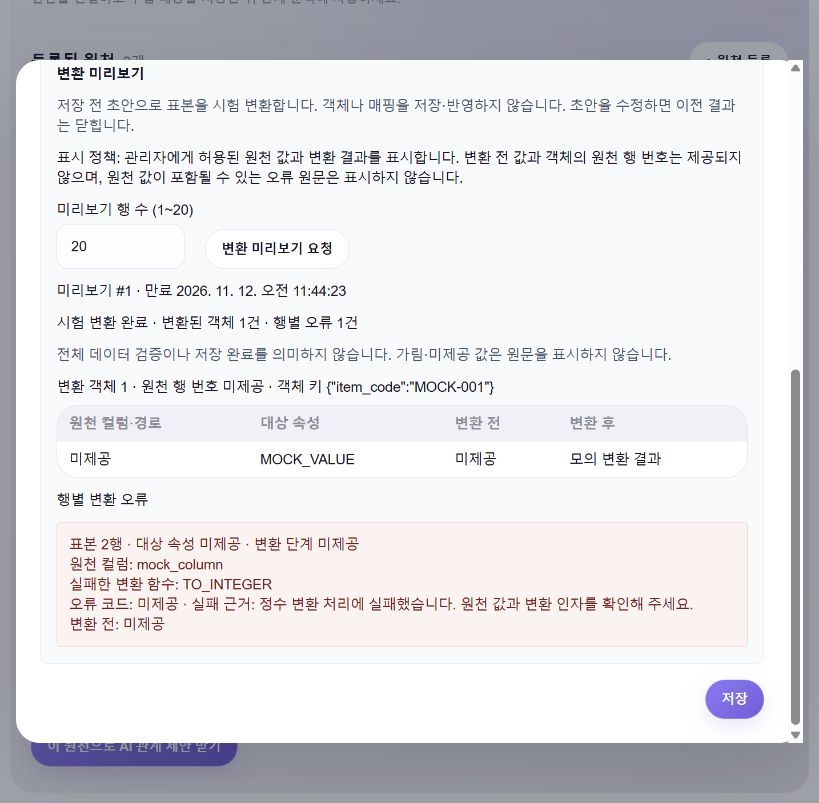 변환 미리보기
저장 전 초안으로 표본을 시험 변환합니다. 객체나 매핑을 저장·반영하지 않습니다. 초안을 수정하면 이전 결과
는 닫힙니다.
표시 정책: 관리자에게 허용된 원천 값과 변환 결과를 표시합니다. 변환 전 값과 객체의 원천 행 번호는 제공되지
않으며, 원천 값이 포함될 수 있는 오류 원문은 표시하지 않습니다.
미리보기 행 수 (1~20)
20
변환 미리보기 요청
미리보기 #1 · 만료 2026. 11. 12. 오전 11:44:23
시험 변환 완료 · 변환된 객체 1건 · 행별 오류 1건
전체 데이터 검증이나 저장 완료를 의미하지 않습니다. 가림·미제공 값은 원문을 표시하지 않습니다.
변환 객체 1 · 원천 행 번호 미제공 · 객체 키 {"item_code":"MOCK-001"}
원천 컬럼·경로 대상 속성 변환 전 변환 후
미제공 MOCK_VALUE 미제공 모의 변환 결과
행별 변환 오류
표본 2행 · 대상 속성 미제공 · 변환 단계 미제공
원천 컬럼: mock_column
실패한 변환 함수: TO_INTEGER
오류 코드: 미제공 · 실패 근거: 정수 변환 처리에 실패했습니다. 원천 값과 변환 인자를 확인해 주세요.
변환 전: 미제공
저장
이 원천으로 AI 관계 제안 받기